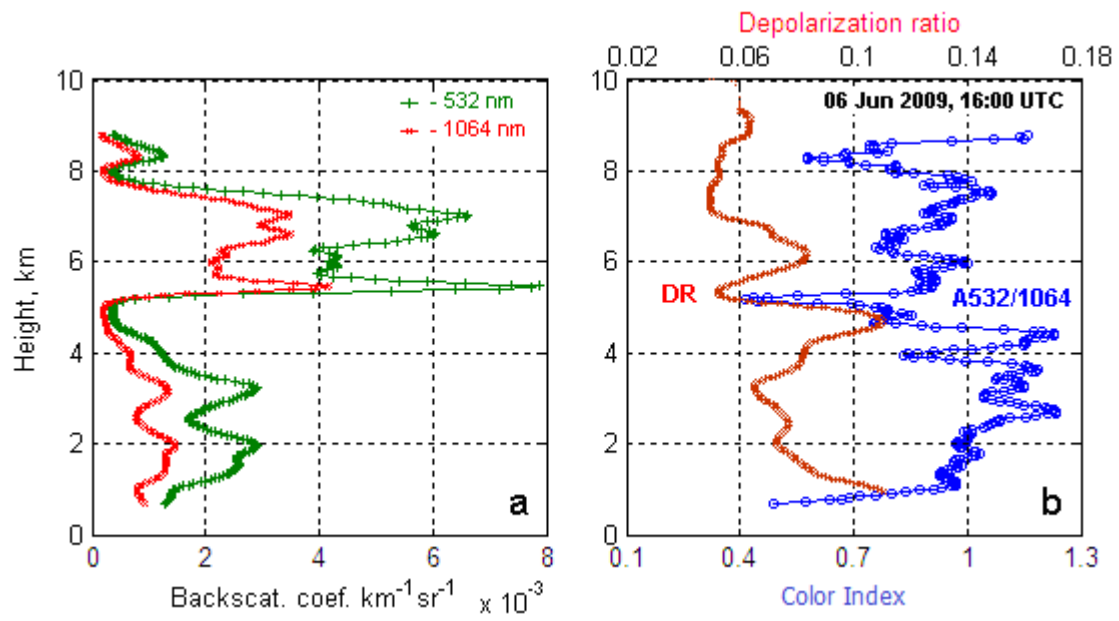 Depolarization ratio
0.02 0.06 0.10 0.14 0.18
10
8
6
4
2
0
Height, km
+ - 532 nm
* - 1064 nm
a
0 2 4 6 8
Backscat. coef. km⁻¹sr⁻¹ x 10⁻³
10
8
6
4
2
0
06 Jun 2009, 16:00 UTC
DR
A532/1064
b
0.1 0.4 0.7 1 1.3
Color Index